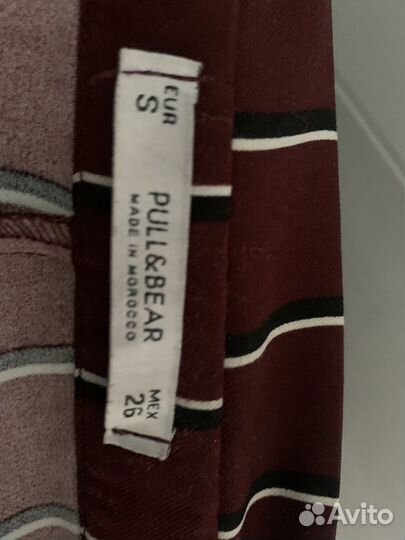 EUR
S
PULL&BEAR
MADE IN MOROCCO
MEX
26
Avito